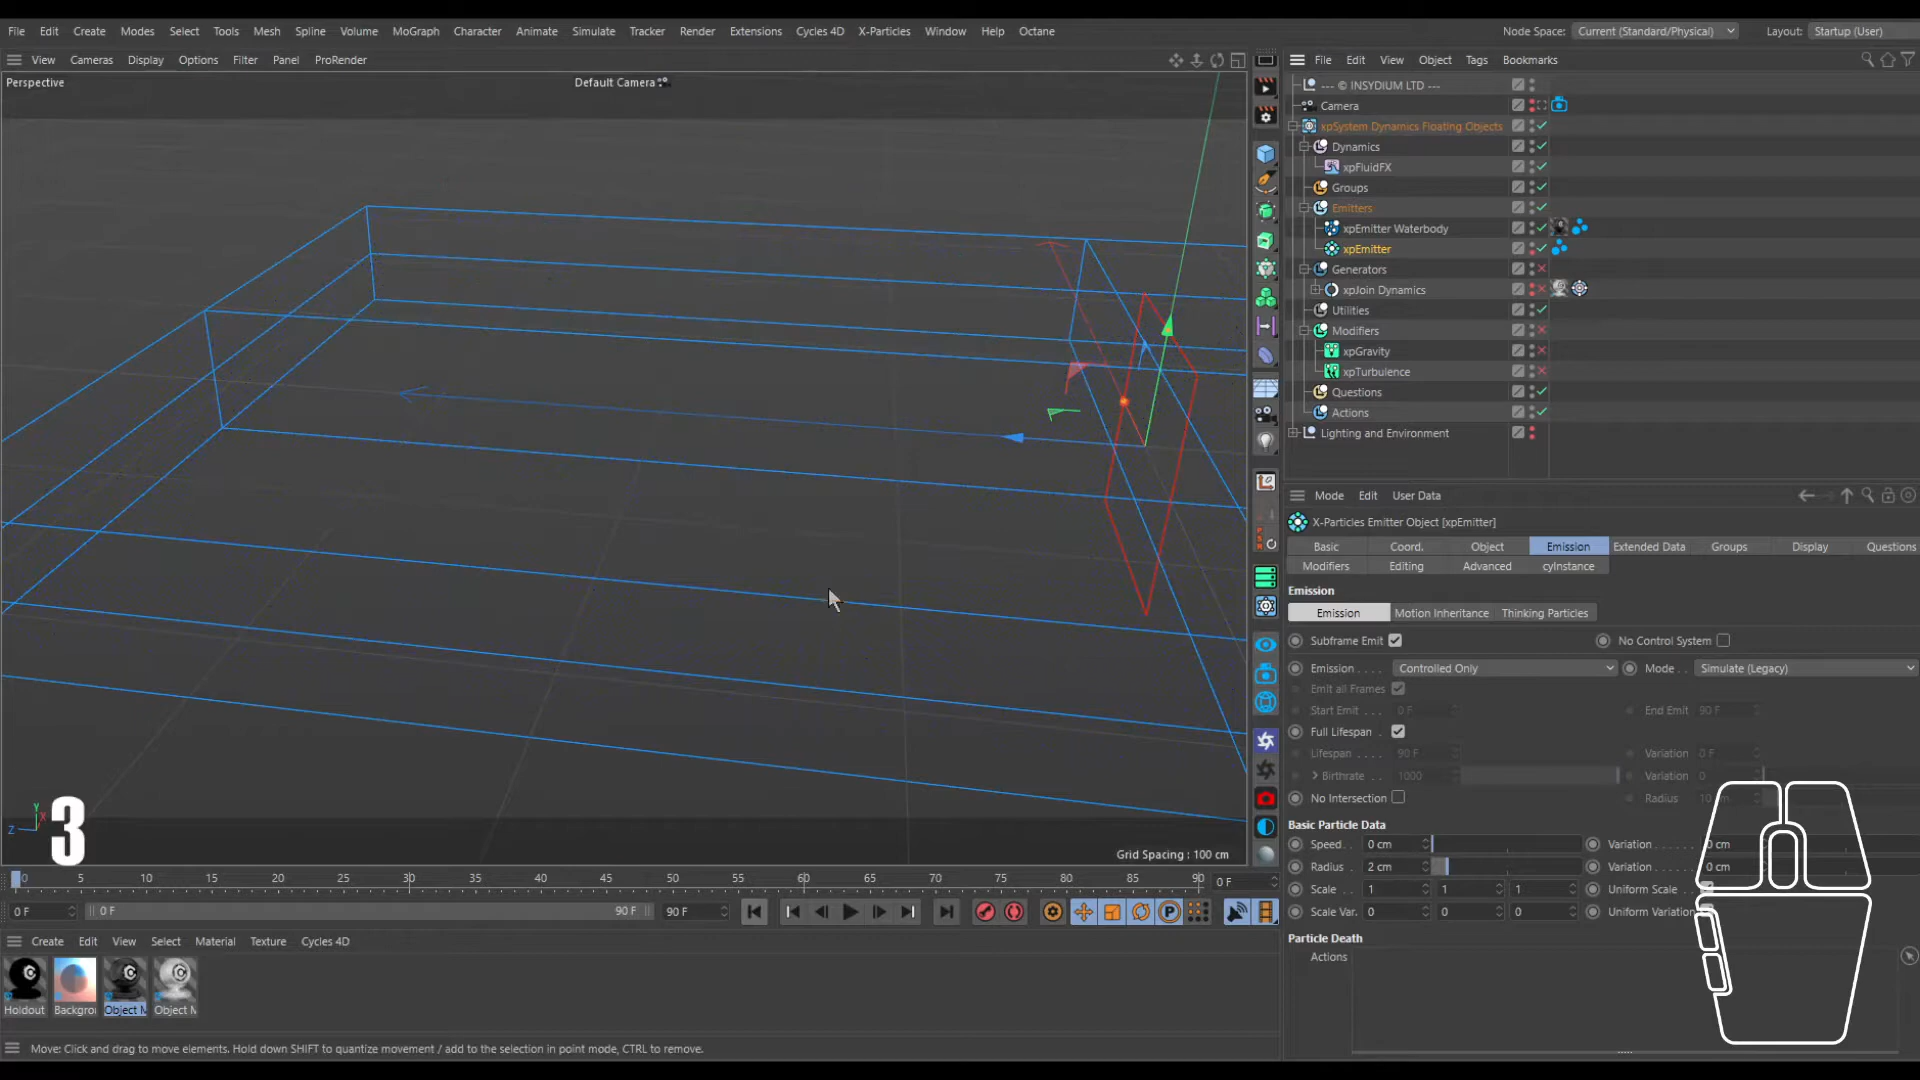 File Edit Create Modes Select Tools Mesh Spline Volume MoGraph Character Animate Simulate Tracker Render Extensions Cycles 4D X-Particles Window Help Octane Node Space: Current (Standard/Physical) Layout: Startup (User)
View Cameras Display Options Filter Panel ProRender
Perspective
Default Camera
Grid Spacing : 100 cm
Y
X
Z
3
0 5 10 15 20 25 30 35 40 45 50 55 60 65 70 75 80 85 90 0 F
0 F 0 F 90 F 90 F
P
Create Edit View Select Material Texture Cycles 4D
Holdout Backgrou Object M Object M
Move: Click and drag to move elements. Hold down SHIFT to quantize movement / add to the selection in point mode, CTRL to remove.
File Edit View Object Tags Bookmarks
--- © INSYDIUM LTD ---
Camera
xpSystem Dynamics Floating Objects
Dynamics
xpFluidFX
Groups
Emitters
xpEmitter Waterbody
xpEmitter
Generators
xpJoin Dynamics
Utilities
Modifiers
xpGravity
xpTurbulence
Questions
Actions
Lighting and Environment
Mode Edit User Data
X-Particles Emitter Object [xpEmitter]
Basic Coord. Object Emission Extended Data Groups Display Questions
Modifiers Editing Advanced cyInstance
Emission
Emission Motion Inheritance Thinking Particles
Subframe Emit No Control System
Emission . . . . Controlled Only Mode . . Simulate (Legacy)
Emit all Frames
Start Emit . . . 0 F End Emit 90 F
Full Lifespan .
Lifespan . . . . 90 F Variation 0 F
Birthrate . . . 1000 Variation 0
No Intersection Radius 10 cm
Basic Particle Data
Speed . . 0 cm Variation . . . . . . 0 cm
Radius . . 2 cm Variation . . . . . . 0 cm
Scale . . . 1 1 1 Uniform Scale
Scale Var. 0 0 0 Uniform Variation
Particle Death
Actions